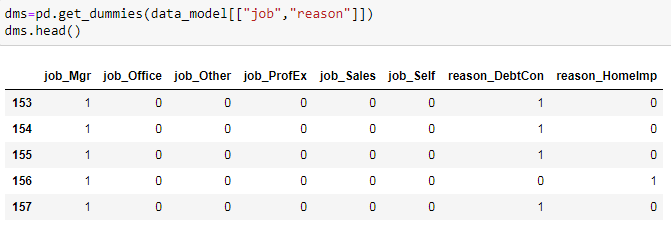 dms=pd.get_dummies(data_model[["job","reason"]])
dms.head()
job_Mgr job_Office job_Other job_ProfEx job_Sales job_Self reason_DebtCon reason_HomeImp
153 1 0 0 0 0 0 1 0
154 1 0 0 0 0 0 1 0
155 1 0 0 0 0 0 1 0
156 1 0 0 0 0 0 0 1
157 1 0 0 0 0 0 1 0